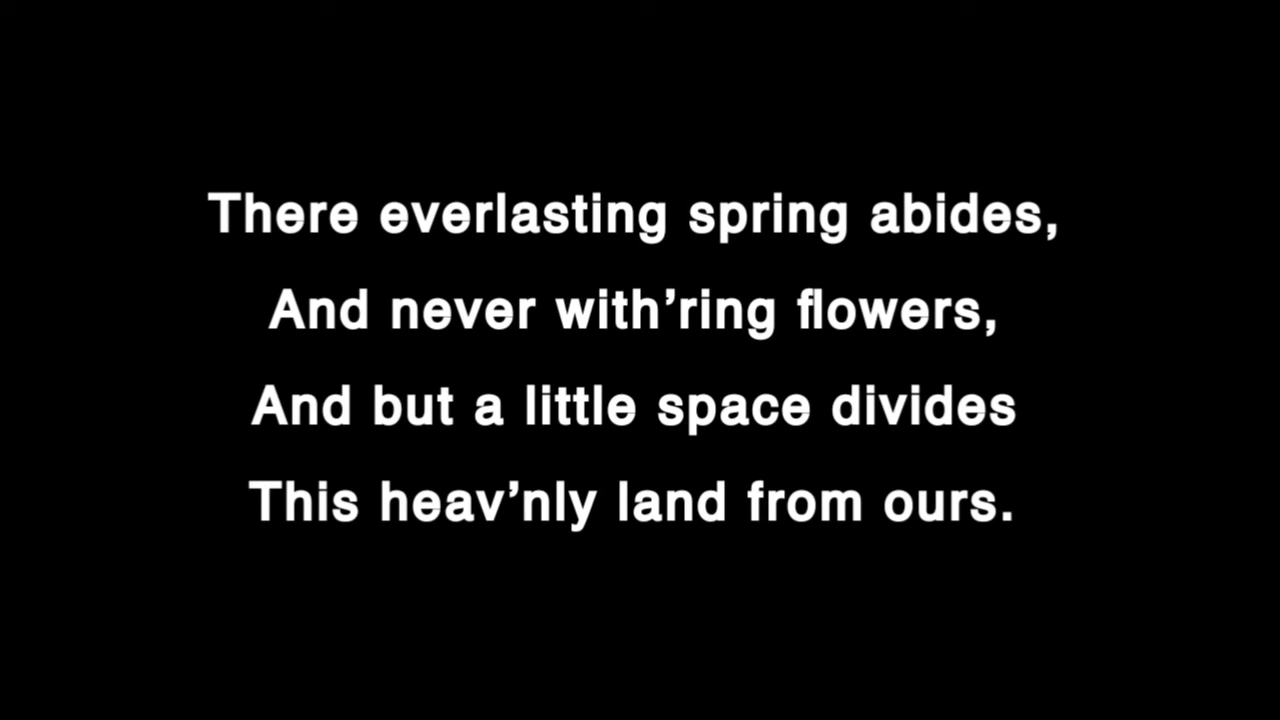 There everlasting spring abides,
And never with’ring flowers,
And but a little space divides
This heav’nly land from ours.